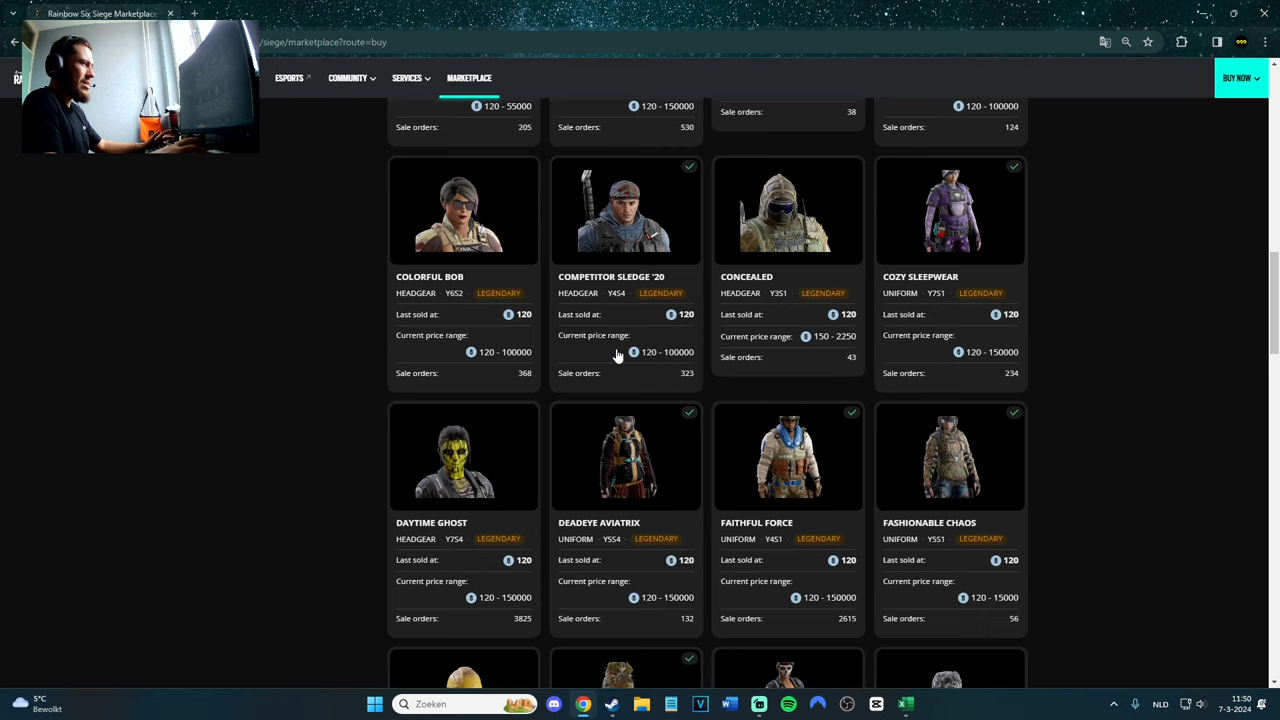 Rainbow Six Siege Marketplace
/siege/marketplace?route=buy
ESPORTS COMMUNITY SERVICES MARKETPLACE BUY NOW
120 - 55000 120 - 150000 120 - 100000
Sale orders: 205 Sale orders: 530 38 Sale orders: 124
COLORFUL BOB COMPETITOR SLEDGE '20 CONCEALED COZY SLEEPWEAR
HEADGEAR · Y6S2 · LEGENDARY HEADGEAR · Y4S4 · LEGENDARY HEADGEAR · Y3S1 · LEGENDARY UNIFORM · Y7S1 · LEGENDARY
Last sold at: 120 Last sold at: 120 Last sold at: 120 Last sold at: 120
Current price range: Current price range: Current price range: 150 - 2250 Current price range:
120 - 100000 120 - 100000 Sale orders: 43 120 - 150000
Sale orders: 368 Sale orders: 323 Sale orders: 234
DAYTIME GHOST DEADEYE AVIATRIX FAITHFUL FORCE FASHIONABLE CHAOS
HEADGEAR · Y7S4 · LEGENDARY UNIFORM · Y5S4 · LEGENDARY UNIFORM · Y4S1 · LEGENDARY UNIFORM · Y5S1 · LEGENDARY
Last sold at: 120 Last sold at: 120 Last sold at: 120 Last sold at: 120
Current price range: Current price range: Current price range: Current price range:
120 - 150000 120 - 150000 120 - 150000 120 - 15000
Sale orders: 3825 Sale orders: 132 Sale orders: 2615 Sale orders: 56
5°C
Bewolkt
Zoeken
NLD
11:50
7-3-2024